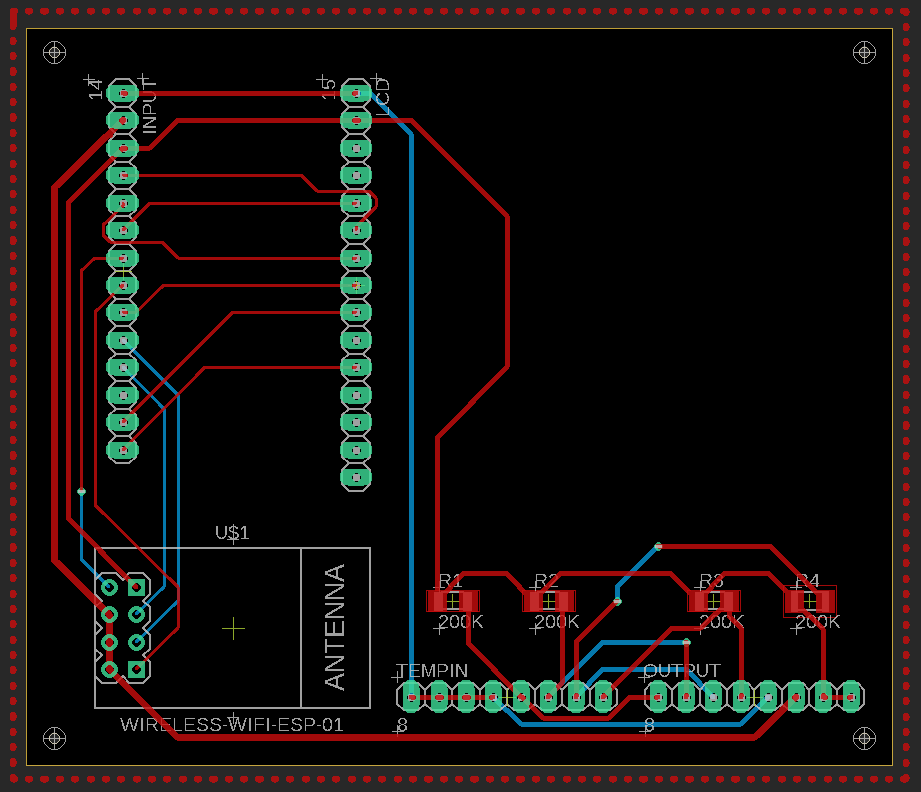 14
INPUT
15
LCD
U$1
ANTENNA
WIRELESS-WIFI-ESP-01
R1
R2
R3
R4
200K
200K
200K
200K
TEMPIN
OUTPUT
8
8